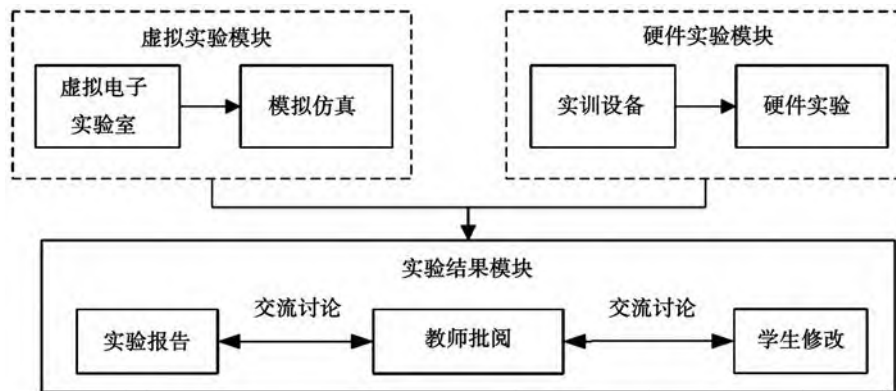 虚拟实验模块
虚拟电子
实验室
模拟仿真
硬件实验模块
实训设备
硬件实验
实验结果模块
实验报告
交流讨论
教师批阅
交流讨论
学生修改